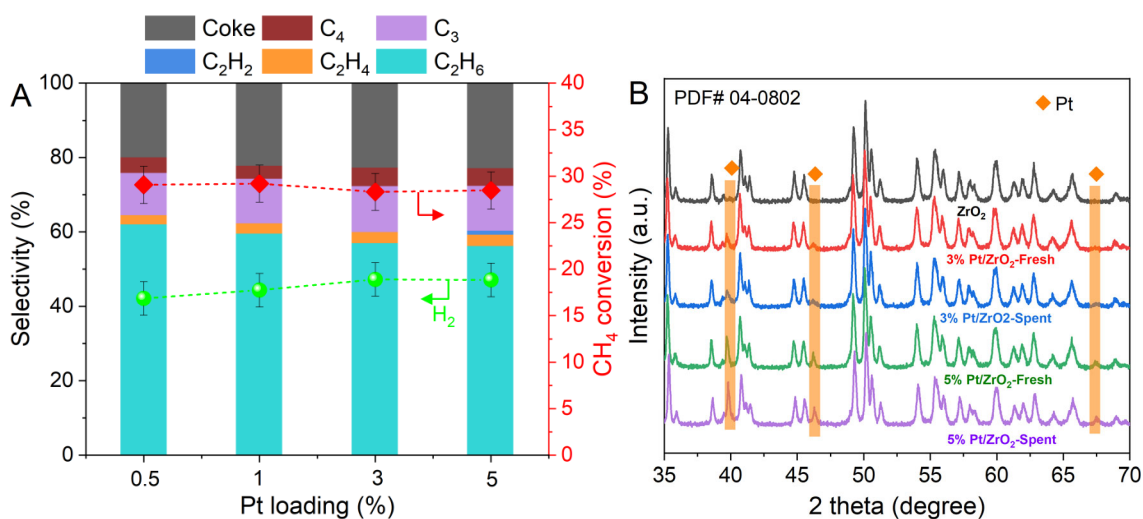 Coke C₄ C₃
C₂H₂ C₂H₄ C₂H₆
A
100
80
60
40
20
0
Selectivity (%)
H₂
40
35
30
25
20
15
10
5
0
CH₄ conversion (%)
0.5 1 3 5
Pt loading (%)
B
PDF# 04-0802
Pt
ZrO₂
3% Pt/ZrO₂-Fresh
3% Pt/ZrO2-Spent
5% Pt/ZrO₂-Fresh
5% Pt/ZrO₂-Spent
Intensity (a.u.)
35 40 45 50 55 60 65 70
2 theta (degree)